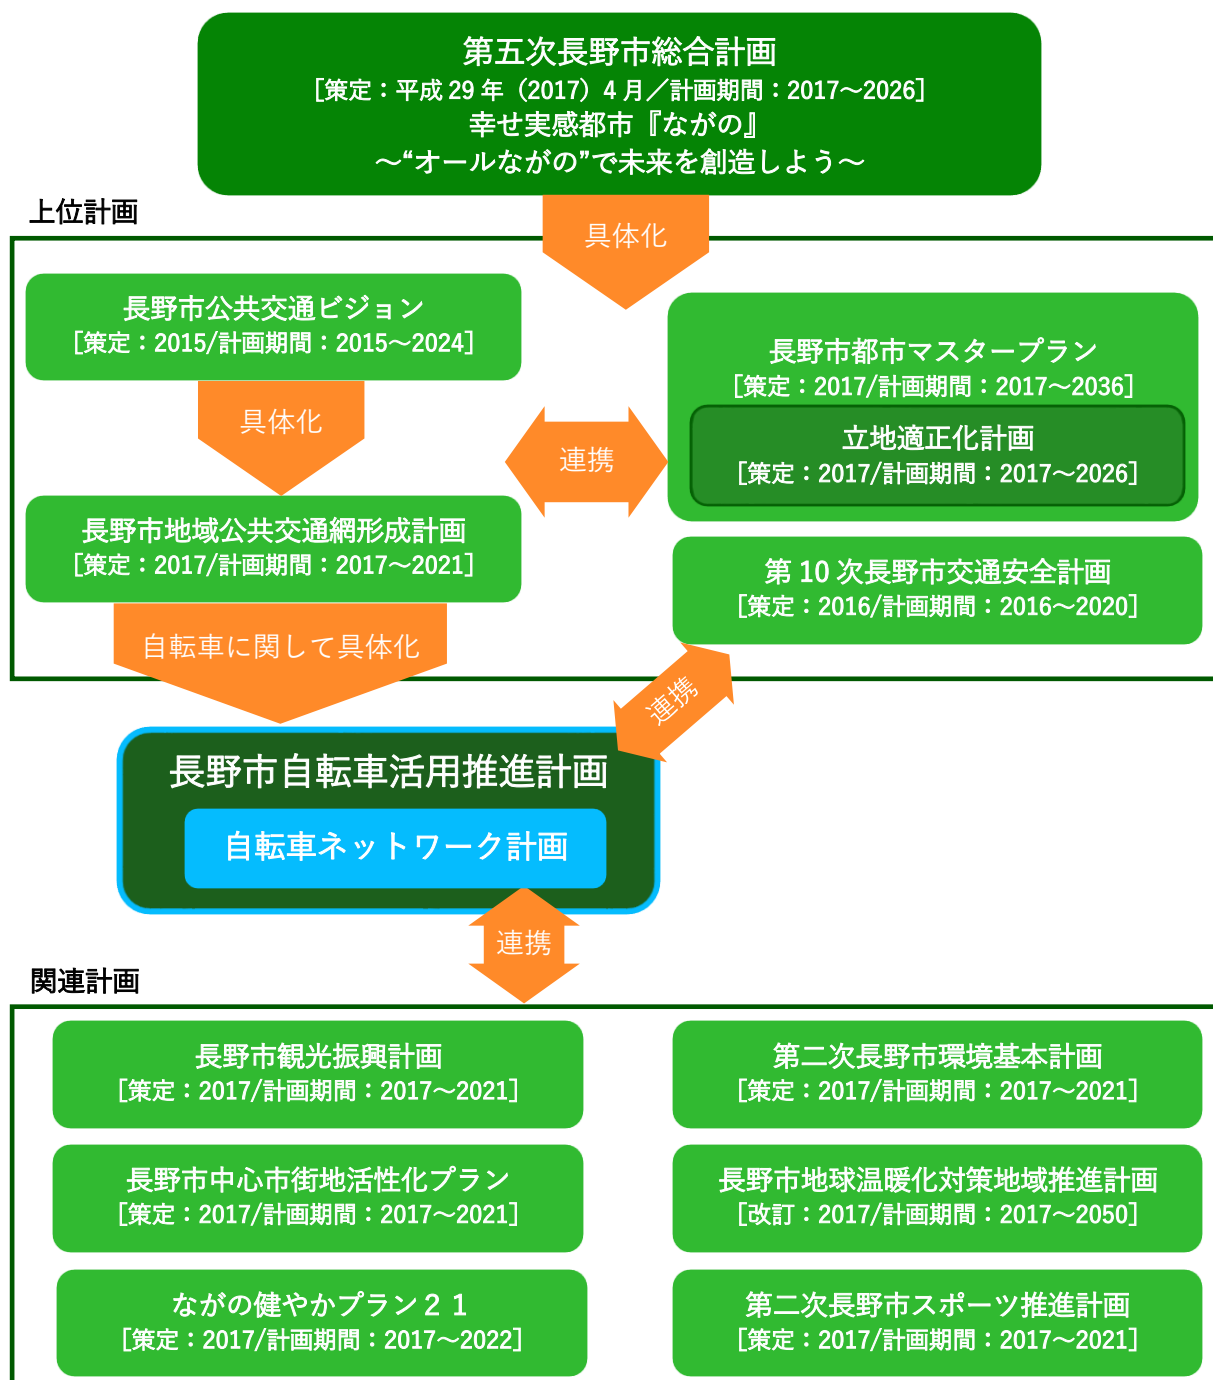 第五次長野市総合計画
［策定：平成 29 年（2017）4 月／計画期間：2017～2026］
幸せ実感都市『ながの』
～“オールながの”で未来を創造しよう～
上位計画
具体化
長野市公共交通ビジョン
［策定：2015/計画期間：2015～2024］
具体化
長野市地域公共交通網形成計画
［策定：2017/計画期間：2017～2021］
連携
長野市都市マスタープラン
［策定：2017/計画期間：2017～2036］
立地適正化計画
［策定：2017/計画期間：2017～2026］
第 10 次長野市交通安全計画
［策定：2016/計画期間：2016～2020］
自転車に関して具体化
連携
長野市自転車活用推進計画
自転車ネットワーク計画
連携
関連計画
長野市観光振興計画
［策定：2017/計画期間：2017～2021］
第二次長野市環境基本計画
［策定：2017/計画期間：2017～2021］
長野市中心市街地活性化プラン
［策定：2017/計画期間：2017～2021］
長野市地球温暖化対策地域推進計画
［改訂：2017/計画期間：2017～2050］
ながの健やかプラン２１
［策定：2017/計画期間：2017～2022］
第二次長野市スポーツ推進計画
［策定：2017/計画期間：2017～2021］